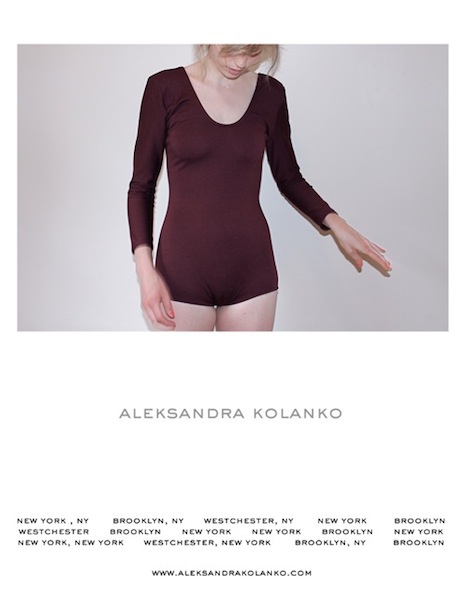 ALEKSANDRA KOLANKO
NEW YORK , NY BROOKLYN, NY WESTCHESTER, NY NEW YORK BROOKLYN
WESTCHESTER BROOKLYN NEW YORK NEW YORK BROOKLYN NEW YORK
NEW YORK, NEW YORK WESTCHESTER, NEW YORK BROOKLYN, NY BROOKLYN
WWW.ALEKSANDRAKOLANKO.COM